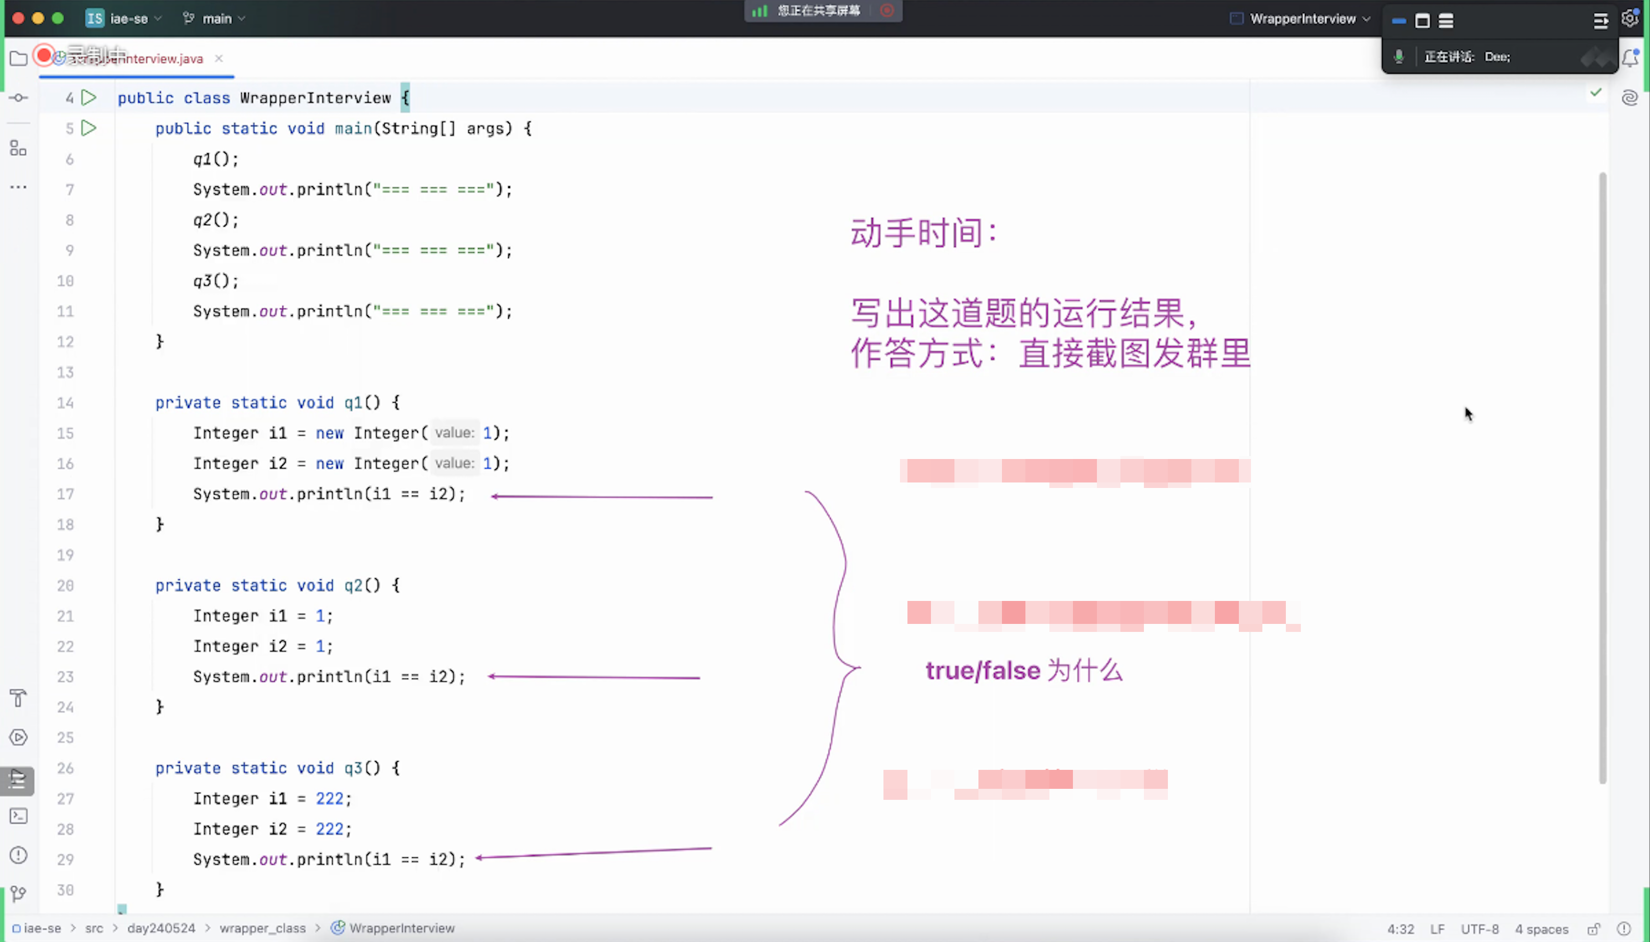 IS iae-se
main
您正在共享屏幕
WrapperInterview
正在讲话: Dee;
录制中
Interview.java
4 public class WrapperInterview {
5 public static void main(String[] args) {
6 q1();
7 System.out.println("=== === ===");
8 q2();
9 System.out.println("=== === ===");
10 q3();
11 System.out.println("=== === ===");
12 }
13
14 private static void q1() {
15 Integer i1 = new Integer( value: 1);
16 Integer i2 = new Integer( value: 1);
17 System.out.println(i1 == i2);
18 }
19
20 private static void q2() {
21 Integer i1 = 1;
22 Integer i2 = 1;
23 System.out.println(i1 == i2);
24 }
25
26 private static void q3() {
27 Integer i1 = 222;
28 Integer i2 = 222;
29 System.out.println(i1 == i2);
30 }
动手时间：
写出这道题的运行结果，
作答方式：直接截图发群里
true/false 为什么
iae-se > src > day240524 > wrapper_class > WrapperInterview
4:32 LF UTF-8 4 spaces